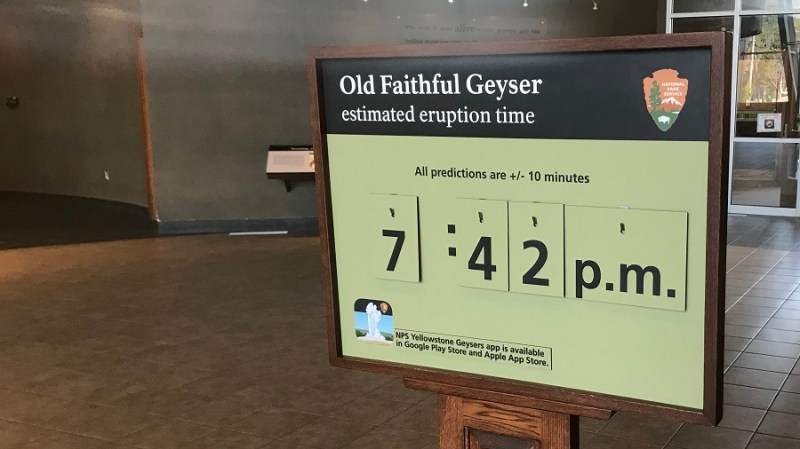 Old Faithful Geyser
estimated eruption time
NATIONAL
PARK
SERVICE
All predictions are +/- 10 minutes
7:42 p.m.
NPS Yellowstone Geysers app is available
in Google Play Store and Apple App Store.